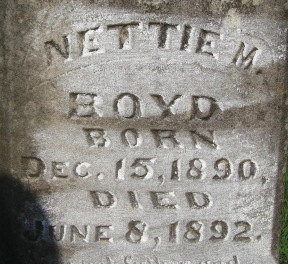 NETTIE M.
BOYD
BORN
DEC. 15, 1890,
DIED
JUNE 8, 1892.